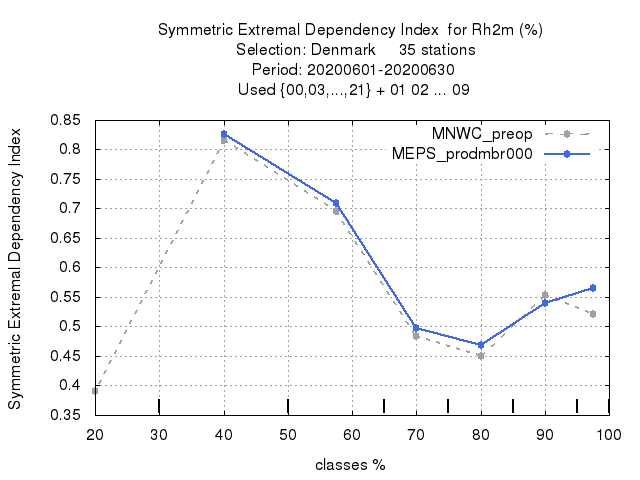 Symmetric Extremal Dependency Index  for Rh2m (%)
Selection: Denmark     35 stations
Period: 20200601-20200630
Used {00,03,...,21} + 01 02 ... 09
MNWC_preop
MEPS_prodmbr000
Symmetric Extremal Dependency Index
0.85
0.8
0.75
0.7
0.65
0.6
0.55
0.5
0.45
0.4
0.35
20 30 40 50 60 70 80 90 100
classes %